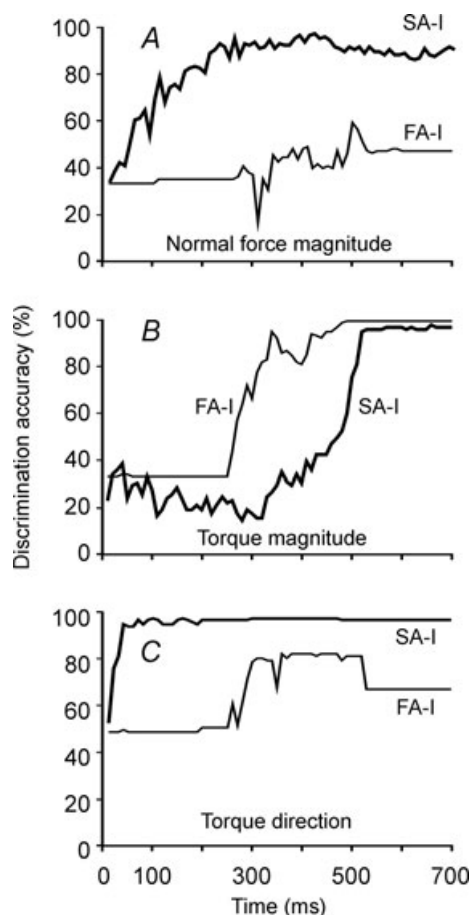 Discrimination accuracy (%)
A
SA-I
FA-I
Normal force magnitude
100
80
60
40
20
0
B
FA-I
SA-I
Torque magnitude
100
80
60
40
20
0
C
SA-I
FA-I
Torque direction
100
80
60
40
20
0
0 100 300 500 700
Time (ms)